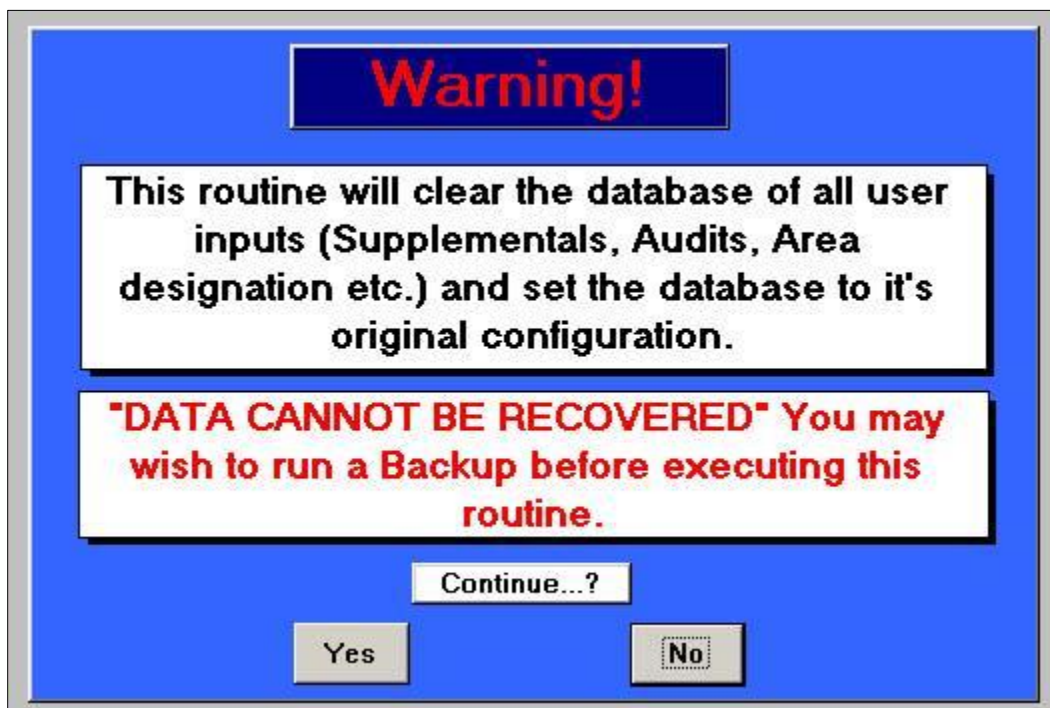 Warning!
This routine will clear the database of all user
inputs (Supplementals, Audits, Area
designation etc.) and set the database to it's
original configuration.
"DATA CANNOT BE RECOVERED" You may
wish to run a Backup before executing this
routine.
Continue...?
Yes
No